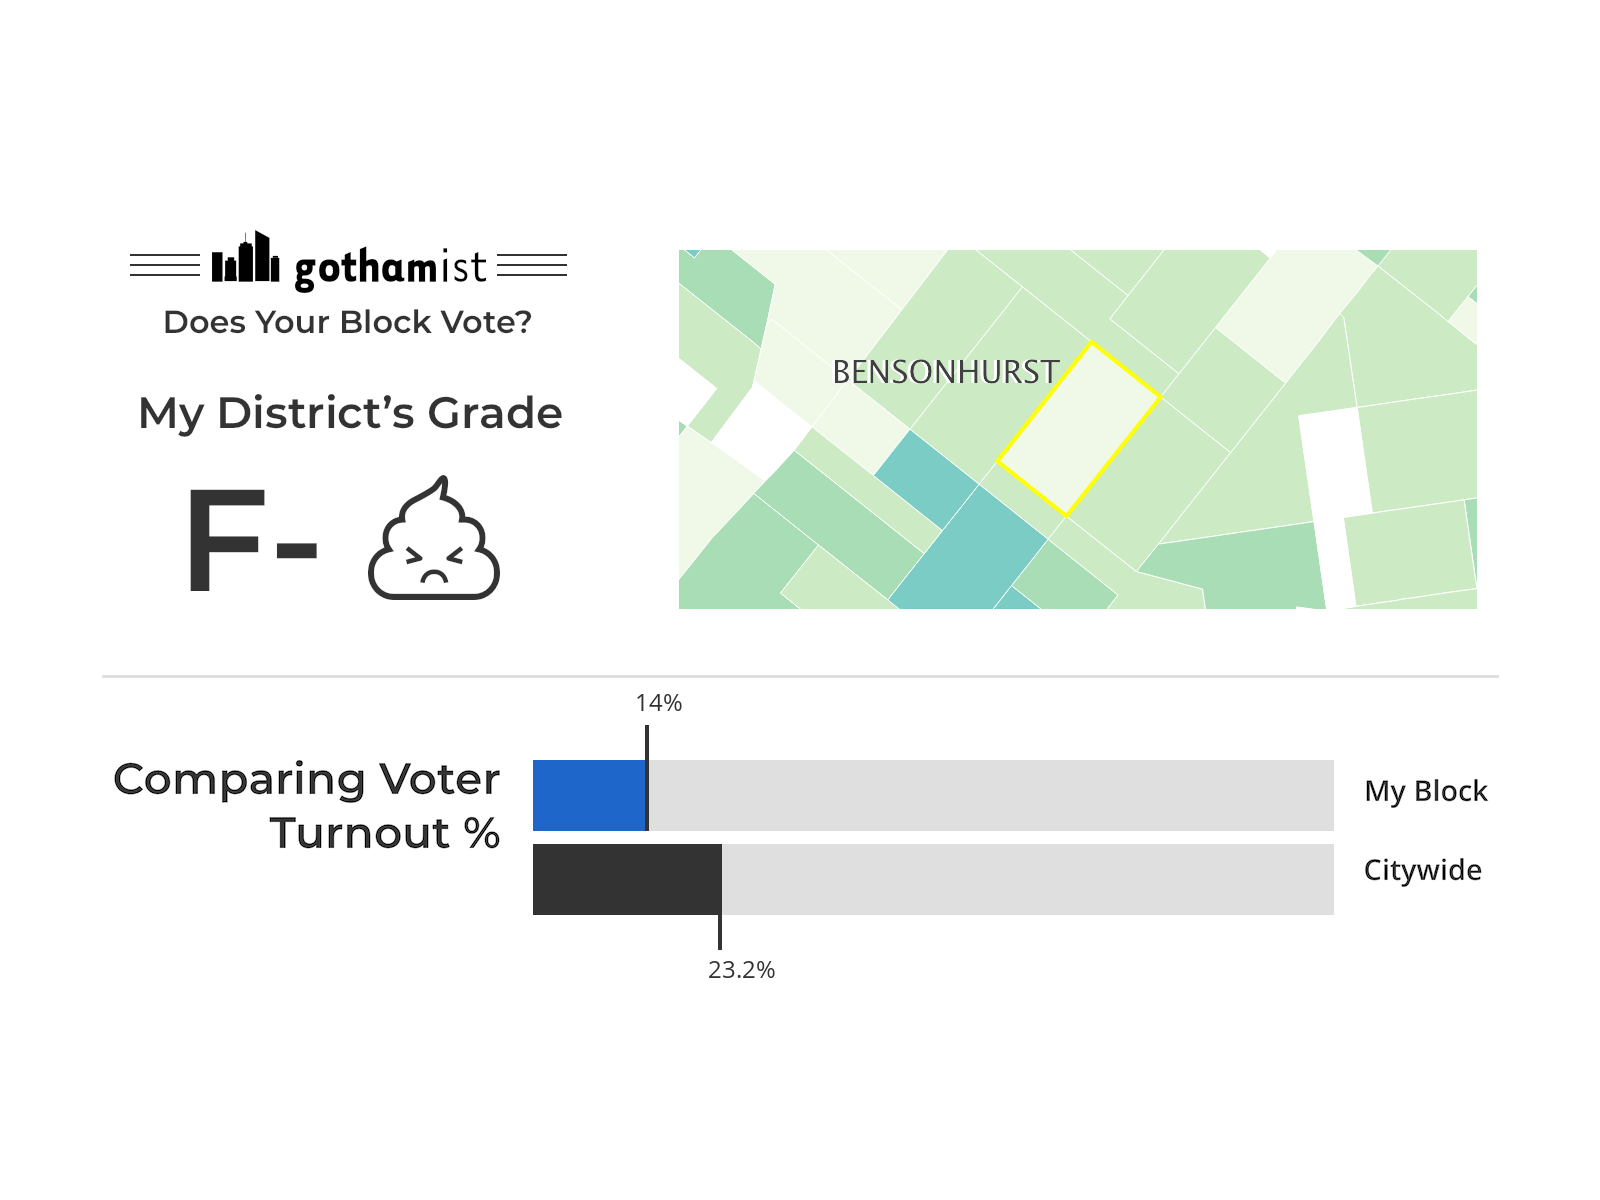 gothamist
Does Your Block Vote?
My District’s Grade
F-
BENSONHURST
14%
Comparing Voter
Turnout %
My Block
Citywide
23.2%